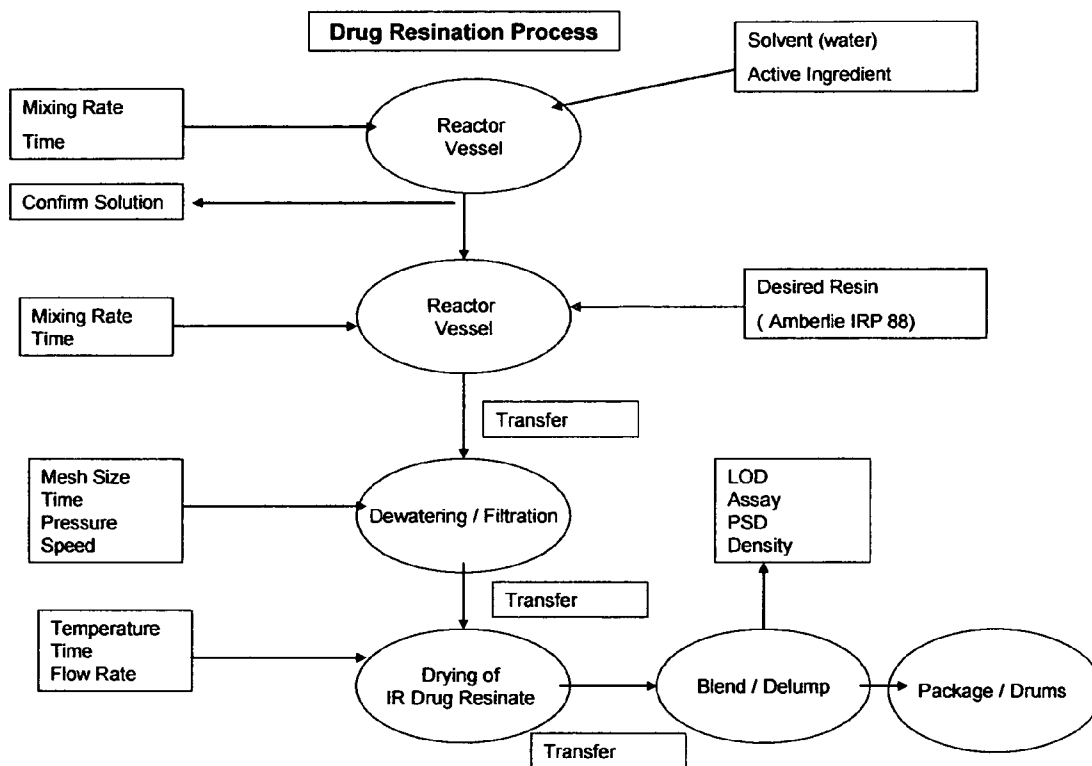 Drug Resination Process
Solvent (water)
Active Ingredient
Mixing Rate
Time
Reactor
Vessel
Confirm Solution
Mixing Rate
Time
Reactor
Vessel
Desired Resin
( Amberlie IRP 88)
Transfer
Mesh Size
Time
Pressure
Speed
Dewatering / Filtration
LOD
Assay
PSD
Density
Transfer
Temperature
Time
Flow Rate
Drying of
IR Drug Resinate
Blend / Delump
Package / Drums
Transfer